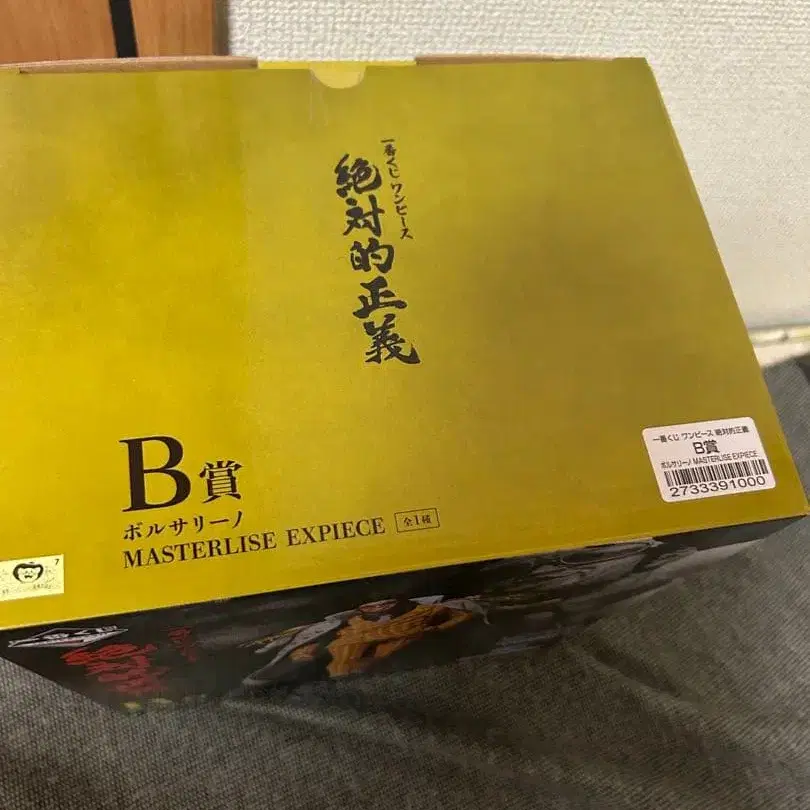 一番くじ ワンピース
絶対的正義
B賞
ボルサリーノ
MASTERLISE EXPIECE 全1種
一番くじ ワンピース 絶対的正義
B賞
ボルサリーノ MASTERLISE EXPIECE
2733391000
7